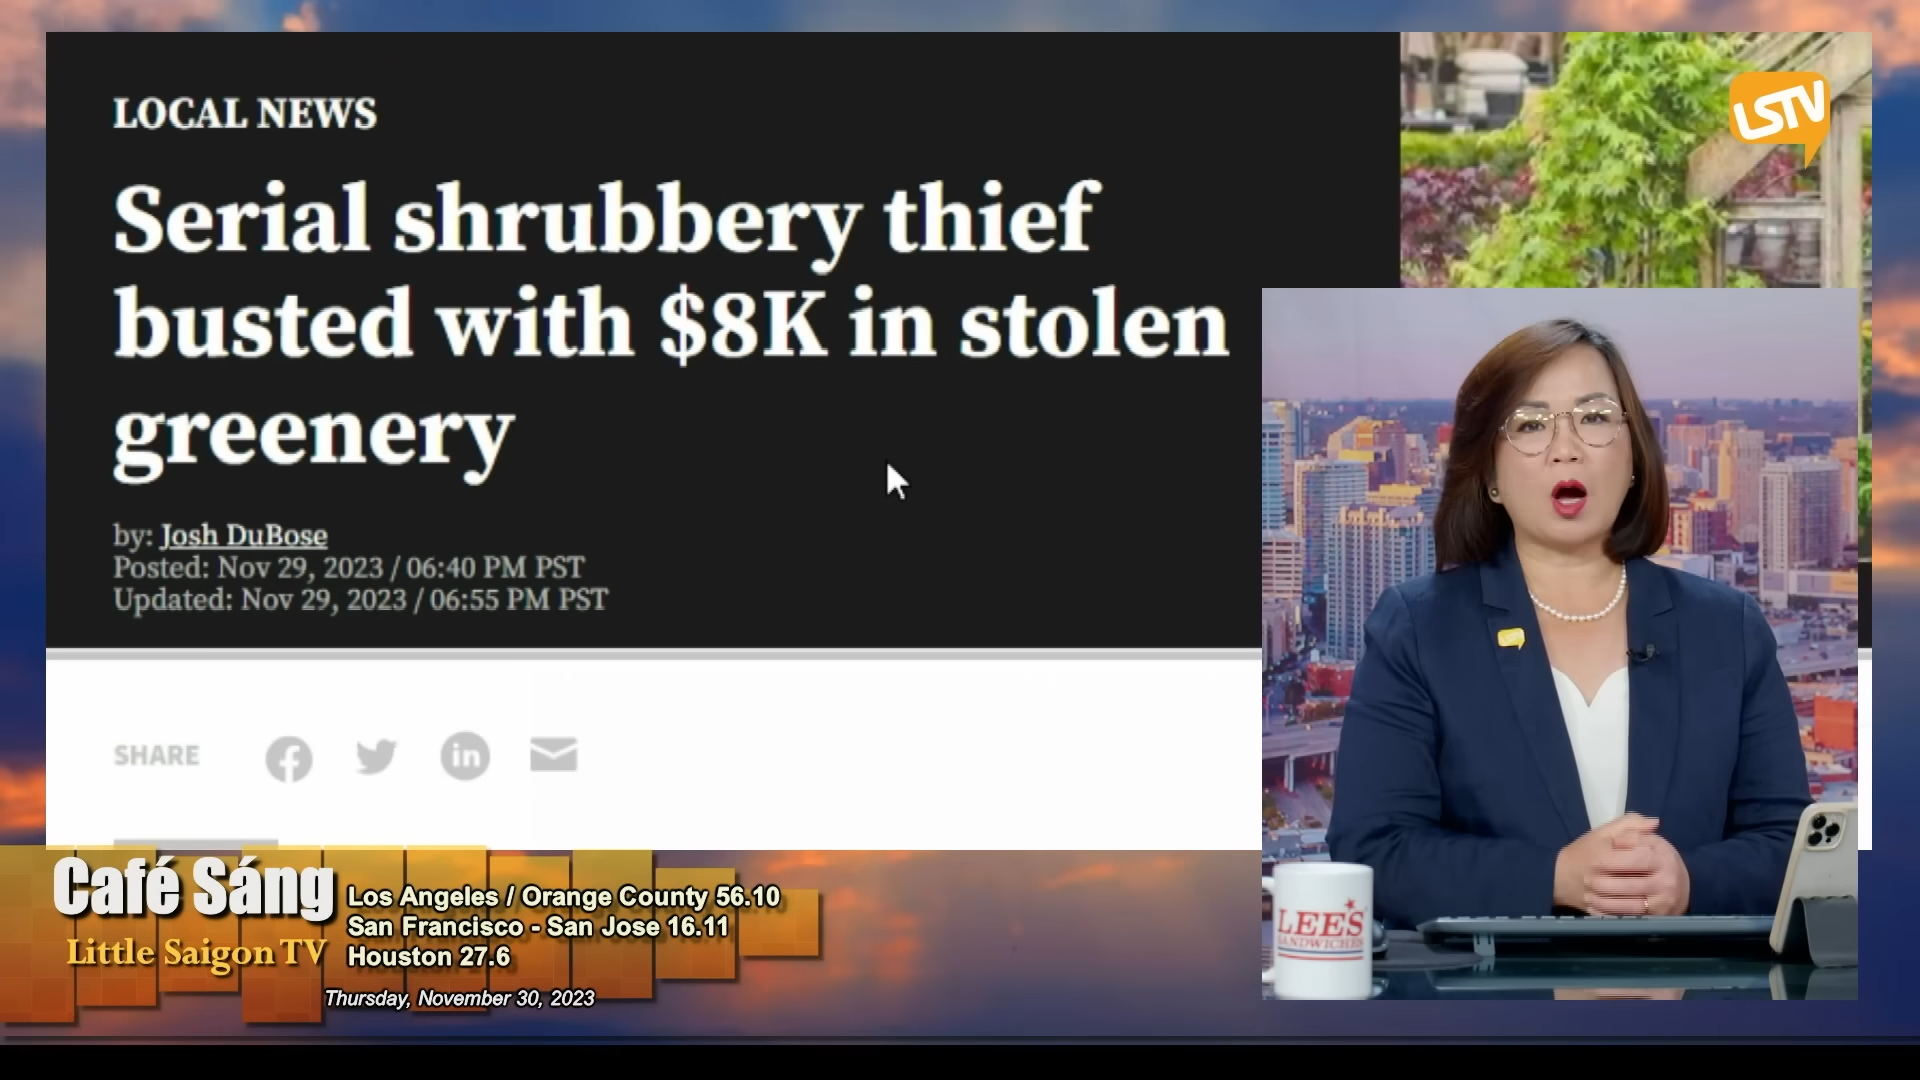 LOCAL NEWS
LSTV
Serial shrubbery thief
busted with $8K in stolen
greenery
by: Josh DuBose
Posted: Nov 29, 2023 / 06:40 PM PST
Updated: Nov 29, 2023 / 06:55 PM PST
SHARE
LEE'S
SANDWICHES
Café Sáng
Little Saigon TV
Los Angeles / Orange County 56.10
San Francisco - San Jose 16.11
Houston 27.6
Thursday, November 30, 2023